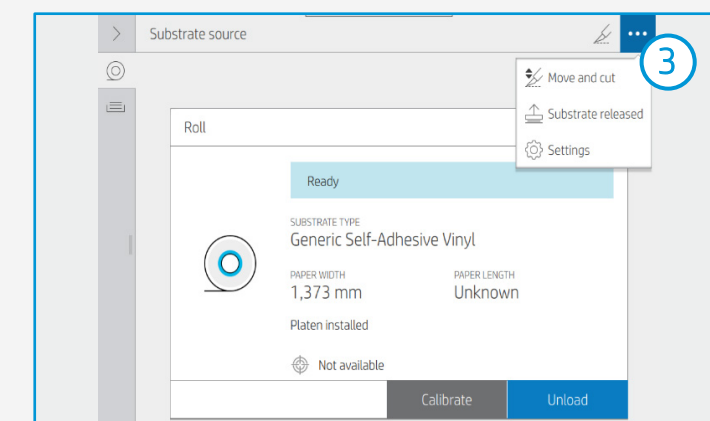 Substrate source
3
Move and cut
Substrate released
Settings
Roll
Ready
SUBSTRATE TYPE
Generic Self-Adhesive Vinyl
PAPER WIDTH PAPER LENGTH
1,373 mm Unknown
Platen installed
Not available
Calibrate Unload